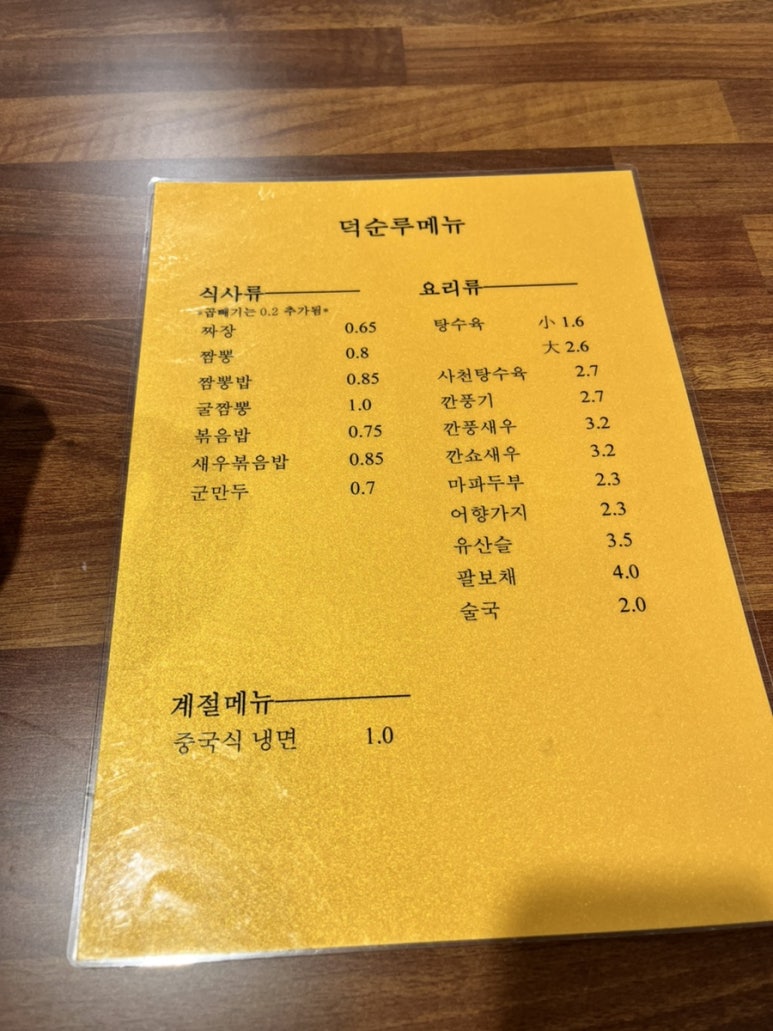 덕순루메뉴
식사류
*곱빼기는 0.2 추가됨*
짜장 0.65
짬뽕 0.8
짬뽕밥 0.85
굴짬뽕 1.0
볶음밥 0.75
새우볶음밥 0.85
군만두 0.7
요리류
탕수육 小 1.6
大 2.6
사천탕수육 2.7
깐풍기 2.7
깐풍새우 3.2
깐쇼새우 3.2
마파두부 2.3
어향가지 2.3
유산슬 3.5
팔보채 4.0
술국 2.0
계절메뉴
중국식 냉면 1.0